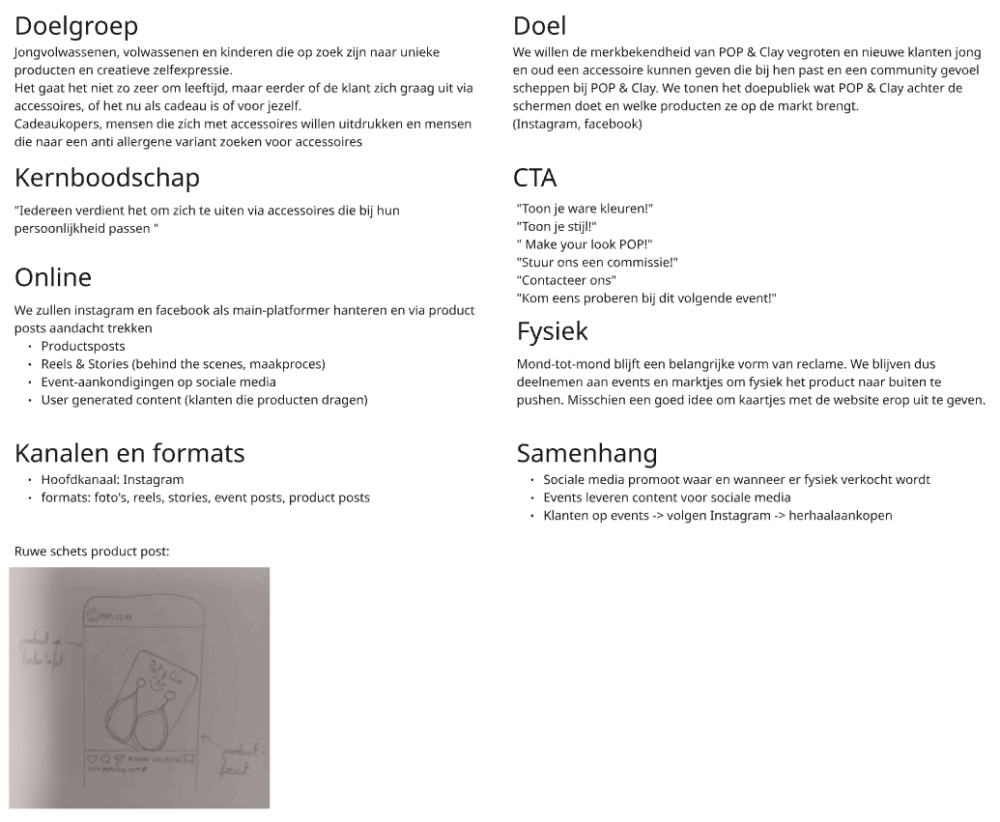 Doelgroep
Jongvolwassenen, volwassenen en kinderen die op zoek zijn naar unieke
producten en creatieve zelfexpressie.
Het gaat het niet zo zeer om leeftijd, maar eerder of de klant zich graag uit via
accessoires, of het nu als cadeau is of voor jezelf.
Cadeaukopers, mensen die zich met accessoires willen uitdrukken en mensen
die naar een anti allergene variant zoeken voor accessoires
Doel
We willen de merkbekendheid van POP & Clay vegroten en nieuwe klanten jong
en oud een accessoire kunnen geven die bij hen past en een community gevoel
scheppen bij POP & Clay. We tonen het doepubliek wat POP & Clay achter de
schermen doet en welke producten ze op de markt brengt.
(Instagram, facebook)
Kernboodschap
"Iedereen verdient het om zich te uiten via accessoires die bij hun
persoonlijkheid passen "
CTA
"Toon je ware kleuren!"
"Toon je stijl!"
" Make your look POP!"
"Stuur ons een commissie!"
"Contacteer ons"
"Kom eens proberen bij dit volgende event!"
Online
We zullen instagram en facebook als main-platformer hanteren en via product
posts aandacht trekken
• Productsposts
• Reels & Stories (behind the scenes, maakproces)
• Event-aankondigingen op sociale media
• User generated content (klanten die producten dragen)
Fysiek
Mond-tot-mond blijft een belangrijke vorm van reclame. We blijven dus
deelnemen aan events en marktjes om fysiek het product naar buiten te
pushen. Misschien een goed idee om kaartjes met de website erop uit te geven.
Kanalen en formats
• Hoofdkanaal: Instagram
• formats: foto's, reels, stories, event posts, product posts
Samenhang
• Sociale media promoot waar en wanneer er fysiek verkocht wordt
• Events leveren content voor sociale media
• Klanten op events -> volgen Instagram -> herhaalaankopen
Ruwe schets product post:
POP_CLAY
product op
POP & Clay
product-